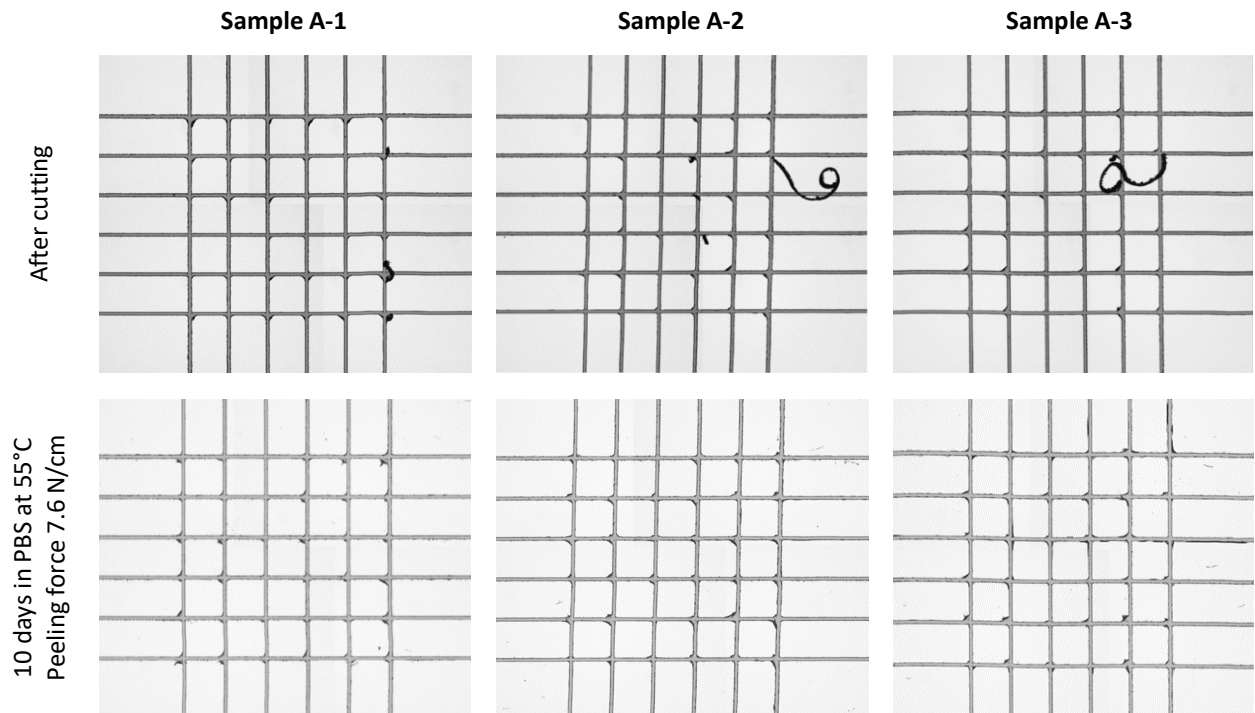 Sample A-1
Sample A-2
Sample A-3
After cutting
10 days in PBS at 55°C
Peeling force 7.6 N/cm